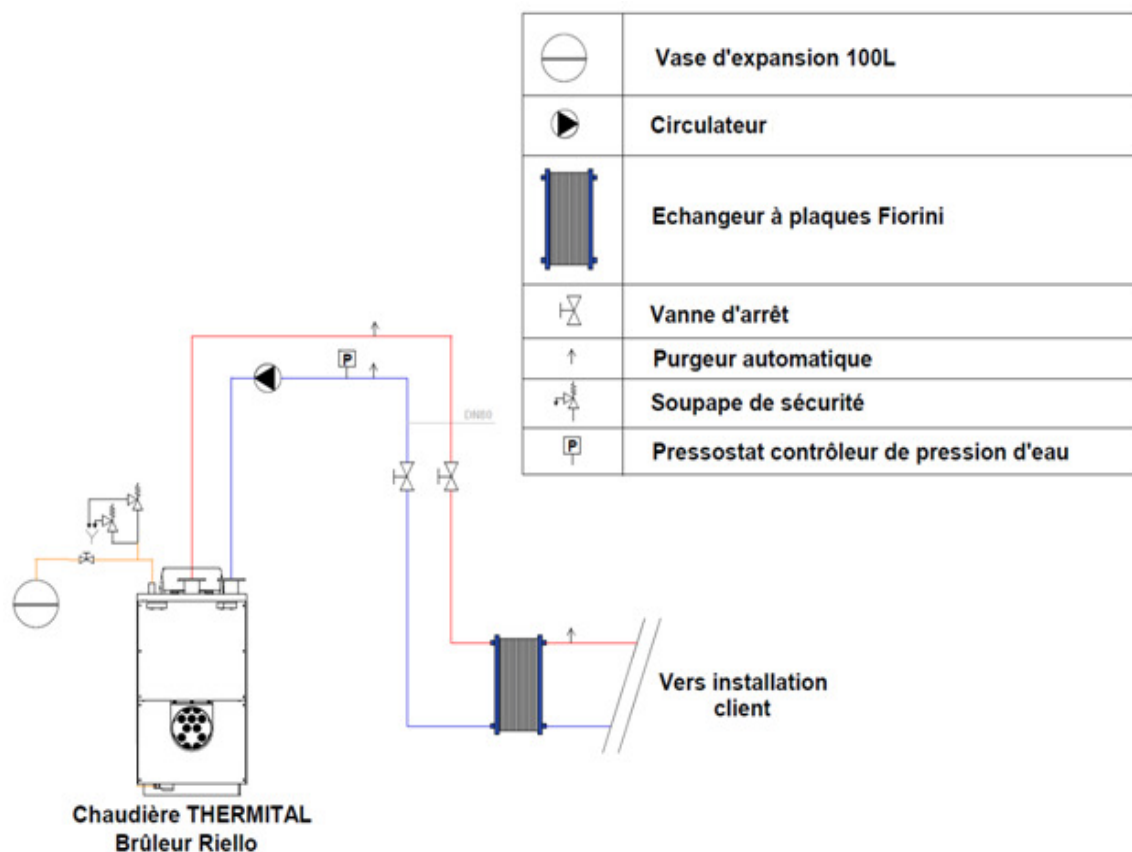 Vase d'expansion 100L
Circulateur
Echangeur à plaques Fiorini
Vanne d'arrêt
Purgeur automatique
Soupape de sécurité
P
Pressostat contrôleur de pression d'eau
P
DN80
Vers installation
client
Chaudière THERMITAL
Brûleur Riello